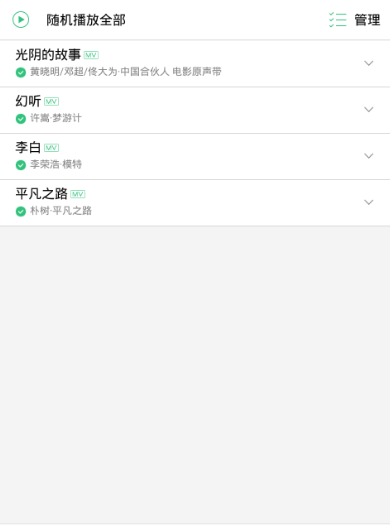 随机播放全部 管理
光阴的故事 MV
黄晓明/邓超/佟大为·中国合伙人 电影原声带
幻听 MV
许嵩·梦游计
李白 MV
李荣浩·模特
平凡之路 MV
朴树·平凡之路